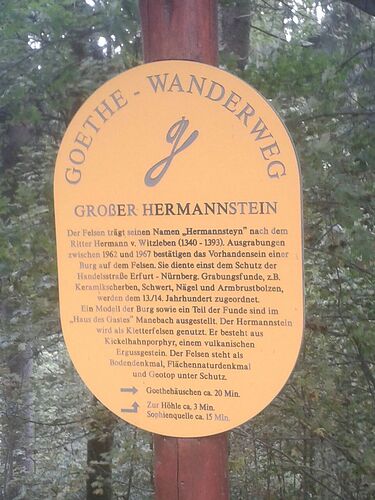 GOETHE - WANDERWEG
g
GROßER HERMANNSTEIN
Der Felsen trägt seinen Namen „Hermannsteyn" nach dem
Ritter Hermann v. Witzleben (1340 - 1393). Ausgrabungen
zwischen 1962 und 1967 bestätigen das Vorhandensein einer
Burg auf dem Felsen. Sie diente einst dem Schutz der
Handelsstraße Erfurt - Nürnberg. Grabungsfunde, z.B.
Keramikscherben, Schwert, Nägel und Armbrustbolzen,
werden dem 13./14. Jahrhundert zugeordnet.
Ein Modell der Burg sowie ein Teil der Funde sind im
„Haus des Gastes" Manebach ausgestellt. Der Hermannstein
wird als Kletterfelsen genutzt. Er besteht aus
Kickelhahnporphyr, einem vulkanischen
Ergussgestein. Der Felsen steht als
Bodendenkmal, Flächennaturdenkmal
und Geotop unter Schutz.
Goethehäuschen ca. 20 Min.
Zur Höhle ca. 3 Min.
Sophienquelle ca. 15 Min.